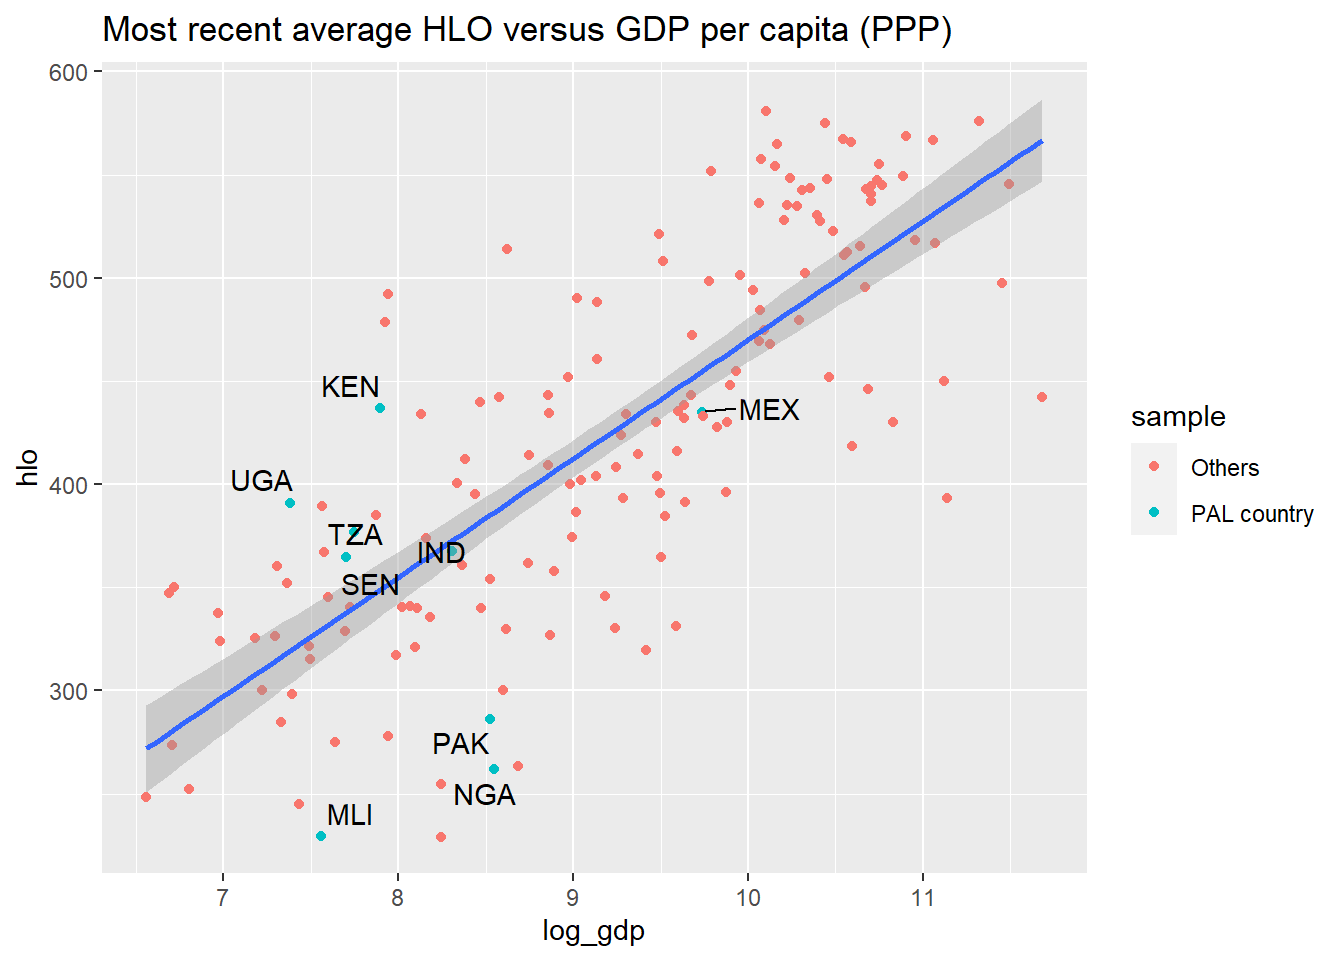 Most recent average HLO versus GDP per capita (PPP)
600
500
400
300
hlo
KEN
MEX
UGA
TZA
IND
SEN
PAK
NGA
MLI
7
8
9
10
11
log_gdp
sample
Others
PAL country